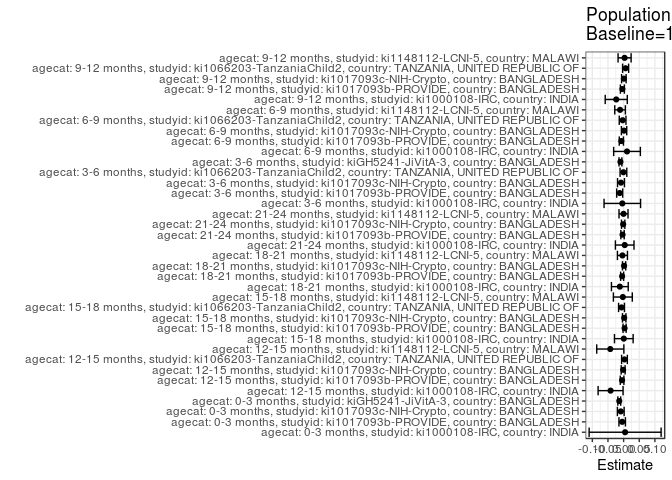 Population
Baseline=1
agecat: 9-12 months, studyid: ki1148112-LCNI-5, country: MALAWI
agecat: 9-12 months, studyid: ki1066203-TanzaniaChild2, country: TANZANIA, UNITED REPUBLIC OF
agecat: 9-12 months, studyid: ki1017093c-NIH-Crypto, country: BANGLADESH
agecat: 9-12 months, studyid: ki1017093b-PROVIDE, country: BANGLADESH
agecat: 9-12 months, studyid: ki1000108-IRC, country: INDIA
agecat: 6-9 months, studyid: ki1148112-LCNI-5, country: MALAWI
agecat: 6-9 months, studyid: ki1066203-TanzaniaChild2, country: TANZANIA, UNITED REPUBLIC OF
agecat: 6-9 months, studyid: ki1017093c-NIH-Crypto, country: BANGLADESH
agecat: 6-9 months, studyid: ki1017093b-PROVIDE, country: BANGLADESH
agecat: 6-9 months, studyid: ki1000108-IRC, country: INDIA
agecat: 3-6 months, studyid: kiGH5241-JiVitA-3, country: BANGLADESH
agecat: 3-6 months, studyid: ki1066203-TanzaniaChild2, country: TANZANIA, UNITED REPUBLIC OF
agecat: 3-6 months, studyid: ki1017093c-NIH-Crypto, country: BANGLADESH
agecat: 3-6 months, studyid: ki1017093b-PROVIDE, country: BANGLADESH
agecat: 3-6 months, studyid: ki1000108-IRC, country: INDIA
agecat: 21-24 months, studyid: ki1148112-LCNI-5, country: MALAWI
agecat: 21-24 months, studyid: ki1017093c-NIH-Crypto, country: BANGLADESH
agecat: 21-24 months, studyid: ki1017093b-PROVIDE, country: BANGLADESH
agecat: 21-24 months, studyid: ki1000108-IRC, country: INDIA
agecat: 18-21 months, studyid: ki1148112-LCNI-5, country: MALAWI
agecat: 18-21 months, studyid: ki1017093c-NIH-Crypto, country: BANGLADESH
agecat: 18-21 months, studyid: ki1017093b-PROVIDE, country: BANGLADESH
agecat: 18-21 months, studyid: ki1000108-IRC, country: INDIA
agecat: 15-18 months, studyid: ki1148112-LCNI-5, country: MALAWI
agecat: 15-18 months, studyid: ki1066203-TanzaniaChild2, country: TANZANIA, UNITED REPUBLIC OF
agecat: 15-18 months, studyid: ki1017093c-NIH-Crypto, country: BANGLADESH
agecat: 15-18 months, studyid: ki1017093b-PROVIDE, country: BANGLADESH
agecat: 15-18 months, studyid: ki1000108-IRC, country: INDIA
agecat: 12-15 months, studyid: ki1148112-LCNI-5, country: MALAWI
agecat: 12-15 months, studyid: ki1066203-TanzaniaChild2, country: TANZANIA, UNITED REPUBLIC OF
agecat: 12-15 months, studyid: ki1017093c-NIH-Crypto, country: BANGLADESH
agecat: 12-15 months, studyid: ki1017093b-PROVIDE, country: BANGLADESH
agecat: 12-15 months, studyid: ki1000108-IRC, country: INDIA
agecat: 0-3 months, studyid: kiGH5241-JiVitA-3, country: BANGLADESH
agecat: 0-3 months, studyid: ki1017093c-NIH-Crypto, country: BANGLADESH
agecat: 0-3 months, studyid: ki1017093b-PROVIDE, country: BANGLADESH
agecat: 0-3 months, studyid: ki1000108-IRC, country: INDIA
-0.10-0.050.000.050.10
Estimate